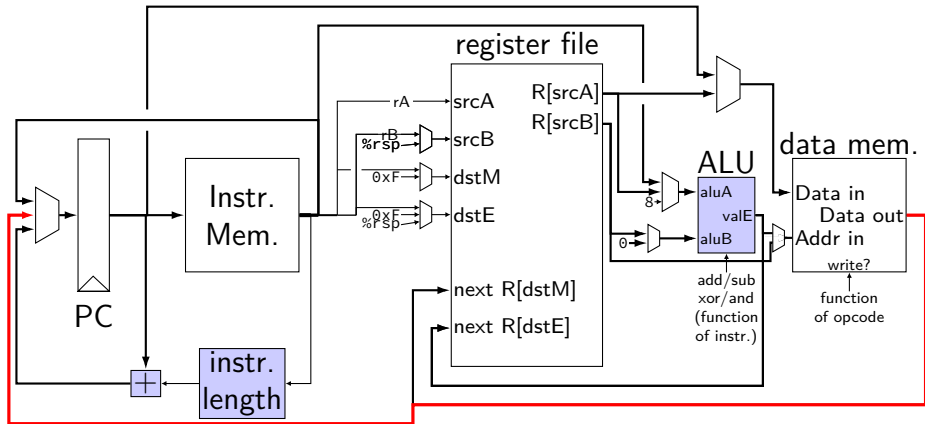 register file
R[srcA]
R[srcB]
rA
srcA
rB
%rsp
srcB
0xF
dstM
0xF
%rsp
dstE
next R[dstM]
next R[dstE]
PC
Instr.
Mem.
+
instr.
length
8
0
ALU
aluA
valE
aluB
add/sub
xor/and
(function
of instr.)
data mem.
Data in
Data out
Addr in
write?
function
of opcode